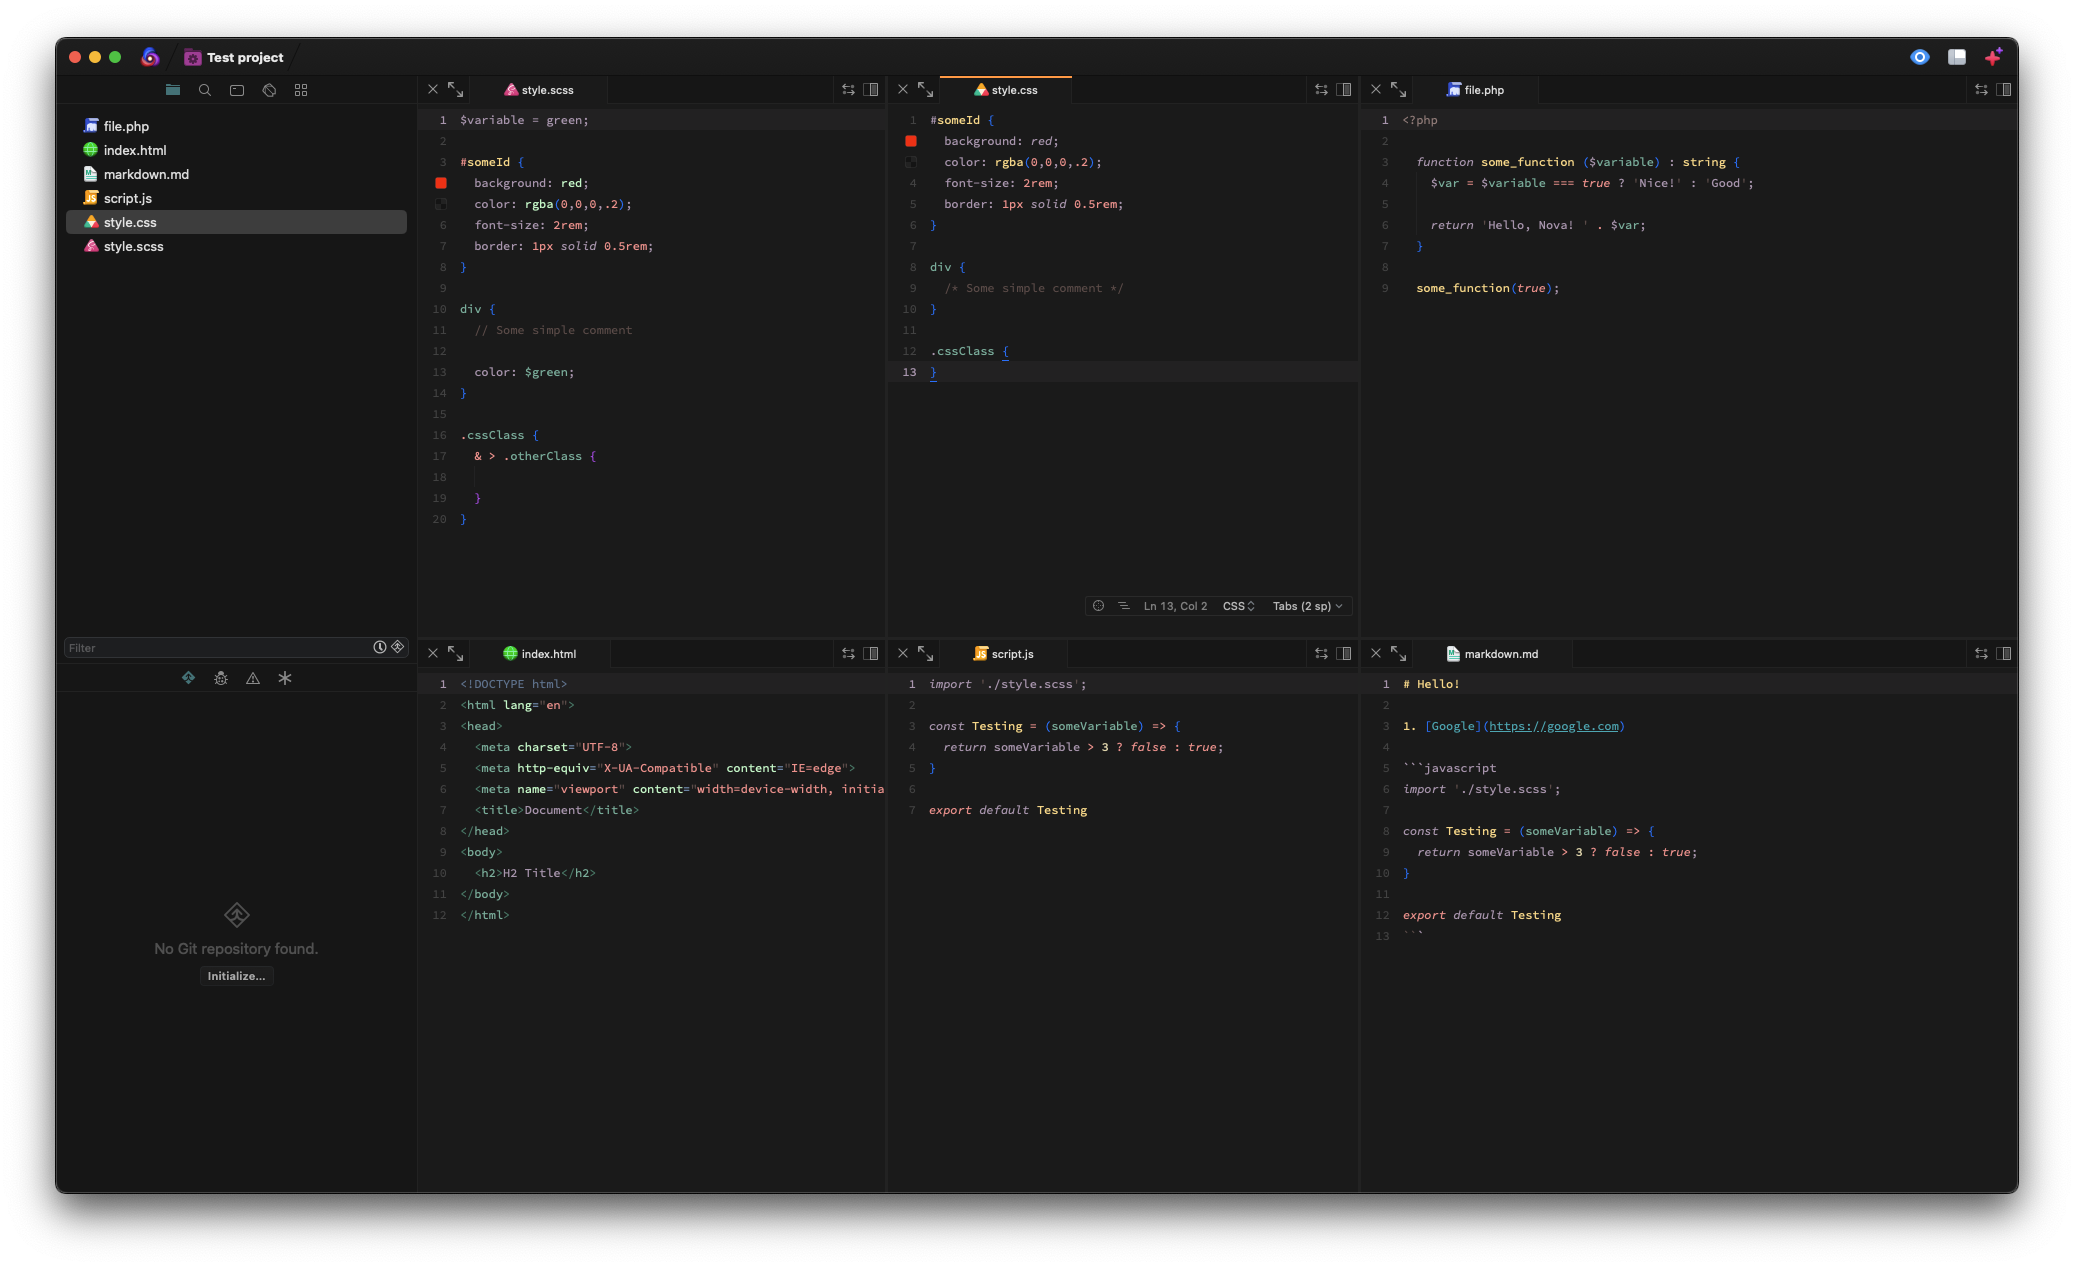 Test project
file.php
index.html
markdown.md
script.js
style.css
style.scss
Filter
No Git repository found.
Initialize...
style.scss
1 $variable = green;
2
3 #someId {
background: red;
color: rgba(0,0,0,.2);
6 font-size: 2rem;
7 border: 1px solid 0.5rem;
8 }
9
10 div {
11 // Some simple comment
12
13 color: $green;
14 }
15
16 .cssClass {
17 & > .otherClass {
18
19 }
20 }
style.css
1 #someId {
background: red;
color: rgba(0,0,0,.2);
4 font-size: 2rem;
5 border: 1px solid 0.5rem;
6 }
7
8 div {
9 /* Some simple comment */
10 }
11
12 .cssClass {
13 }
Ln 13, Col 2 CSS Tabs (2 sp)
file.php
1 <?php
2
3 function some_function ($variable) : string {
4 $var = $variable === true ? 'Nice!' : 'Good';
5
6 return 'Hello, Nova! ' . $var;
7 }
8
9 some_function(true);
index.html
1 <!DOCTYPE html>
2 <html lang="en">
3 <head>
4 <meta charset="UTF-8">
5 <meta http-equiv="X-UA-Compatible" content="IE=edge">
6 <meta name="viewport" content="width=device-width, initia
7 <title>Document</title>
8 </head>
9 <body>
10 <h2>H2 Title</h2>
11 </body>
12 </html>
JS script.js
1 import './style.scss';
2
3 const Testing = (someVariable) => {
4 return someVariable > 3 ? false : true;
5 }
6
7 export default Testing
markdown.md
1 # Hello!
2
3 1. [Google](https://google.com)
4
5 ```javascript
6 import './style.scss';
7
8 const Testing = (someVariable) => {
9 return someVariable > 3 ? false : true;
10 }
11
12 export default Testing
13 ```